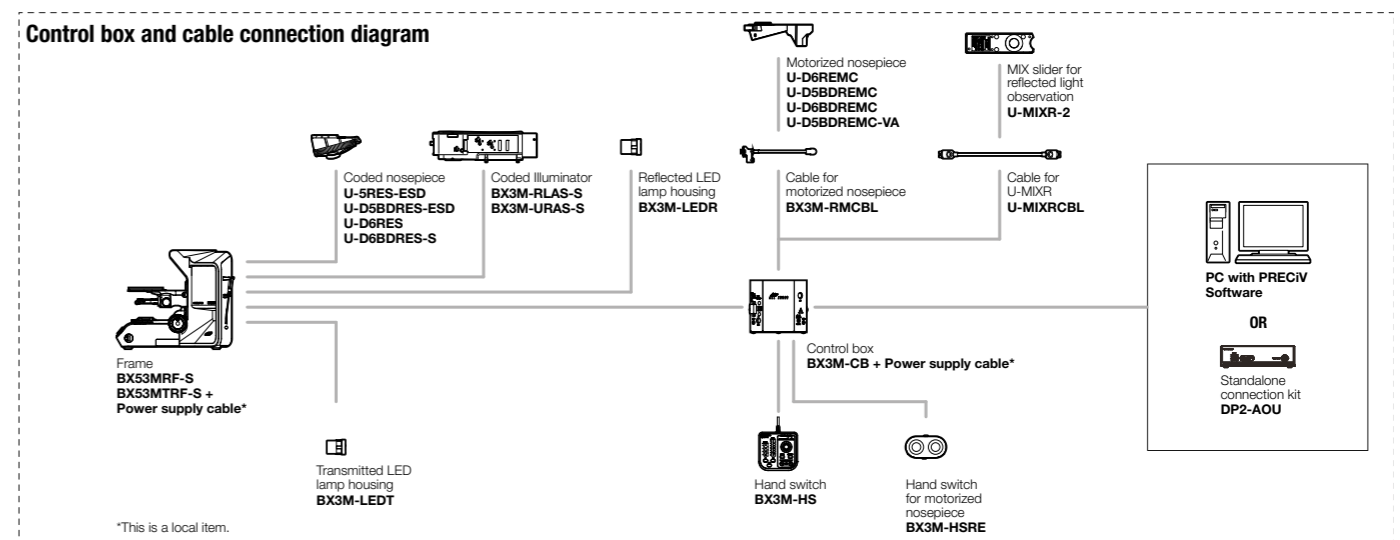 Control box and cable connection diagram
Motorized nosepiece
U-D6REMC
U-D5BDREMC
U-D6BDREMC
U-D5BDREMC-VA
MIX slider for
reflected light
observation
U-MIXR-2
Coded nosepiece
U-5RES-ESD
U-D5BDRES-ESD
U-D6RES
U-D6BDRES-S
Coded Illuminator
BX3M-RLAS-S
BX3M-URAS-S
Reflected LED
lamp housing
BX3M-LEDR
Cable for
motorized nosepiece
BX3M-RMCBL
Cable for
U-MIXR
U-MIXRCBL
PC with PRECiV
Software
OR
Standalone
connection kit
DP2-AOU
Frame
BX53MRF-S
BX53MTRF-S +
Power supply cable*
Control box
BX3M-CB + Power supply cable*
Transmitted LED
lamp housing
BX3M-LEDT
Hand switch
BX3M-HS
Hand switch
for motorized
nosepiece
BX3M-HSRE
*This is a local item.